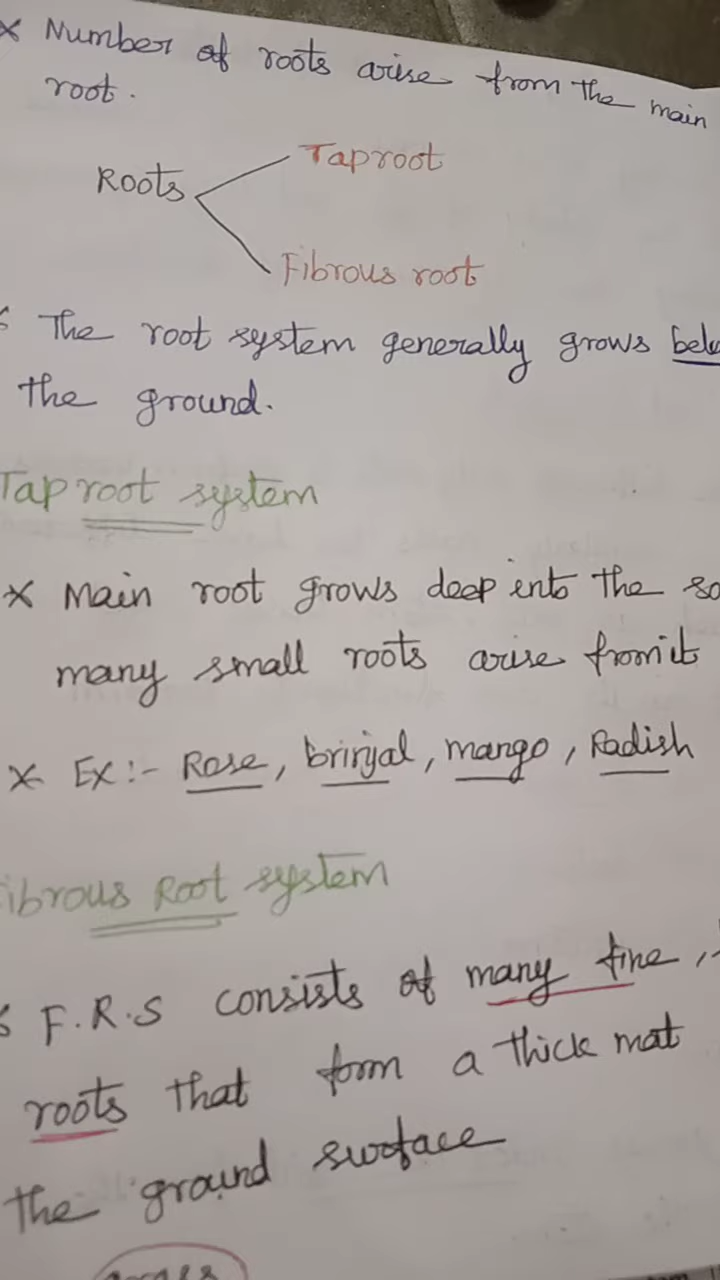 × Number of roots arise from the main
root.
Roots
Taproot
Fibrous root
The root system generally grows
the ground.
Taproot system
× Main root grows deep into the
many small roots arise from it
× Ex:- Rose, brinjal, mango, Radish
Root system
F.R.S consists of many fine,
roots that form a thick mat
the ground surface